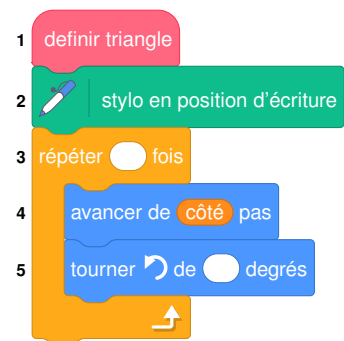 1 definir triangle
2 stylo en position d'écriture
3 répéter fois
4 avancer de côté pas
5 tourner de degrés